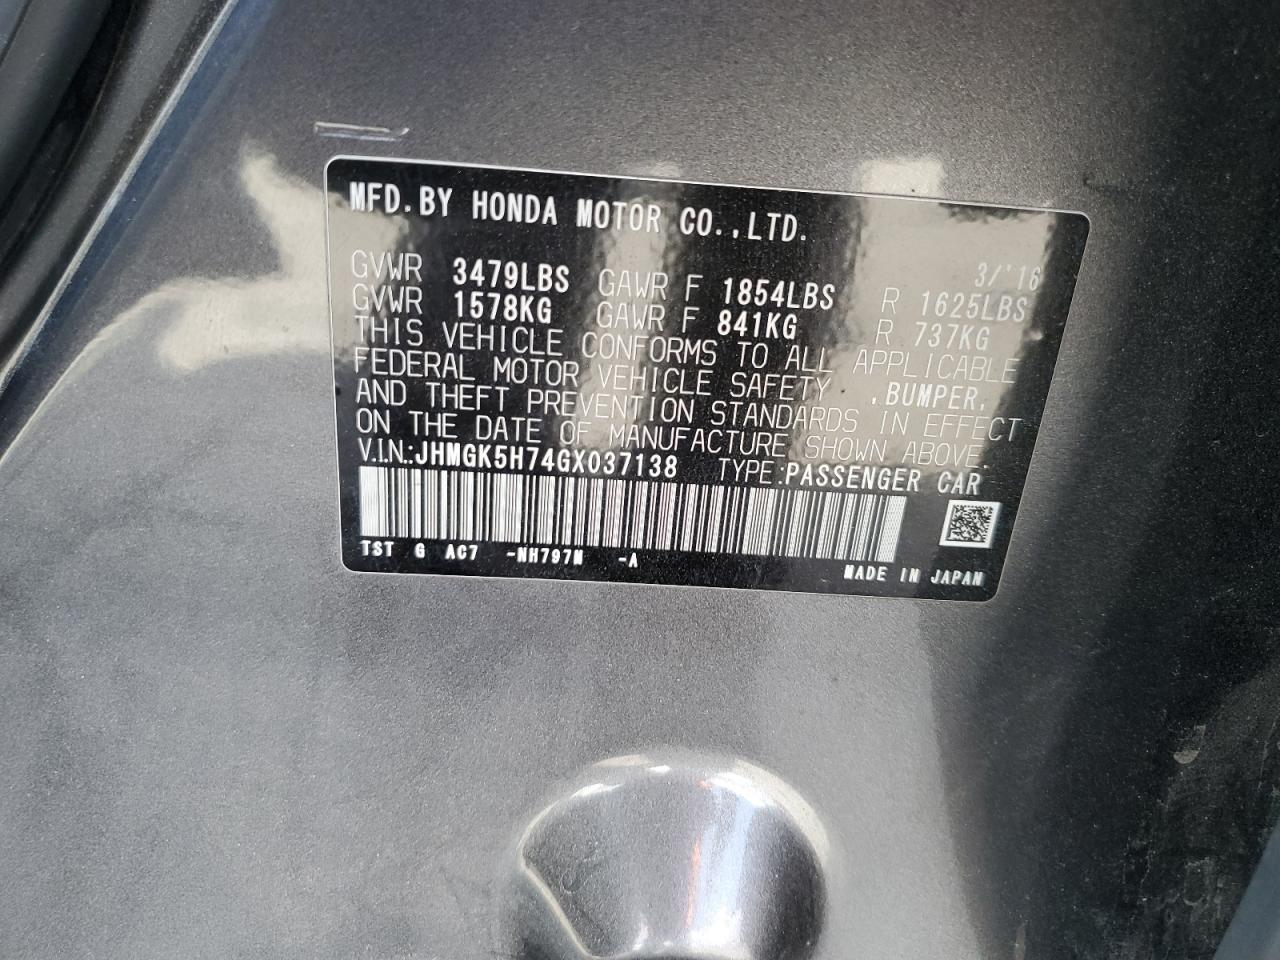 MFD. BY HONDA MOTOR CO., LTD.
3/'16
GVWR 3479LBS GAWR F 1854LBS R 1625LBS
GVWR 1578KG GAWR F 841KG R 737KG
THIS VEHICLE CONFORMS TO ALL APPLICABLE
FEDERAL MOTOR VEHICLE SAFETY ,BUMPER,
AND THEFT PREVENTION STANDARDS IN EFFECT
ON THE DATE OF MANUFACTURE SHOWN ABOVE.
V.I.N.:JHMGK5H74GX037138 TYPE:PASSENGER CAR
TST G AC7 -NH797M -A
MADE IN JAPAN